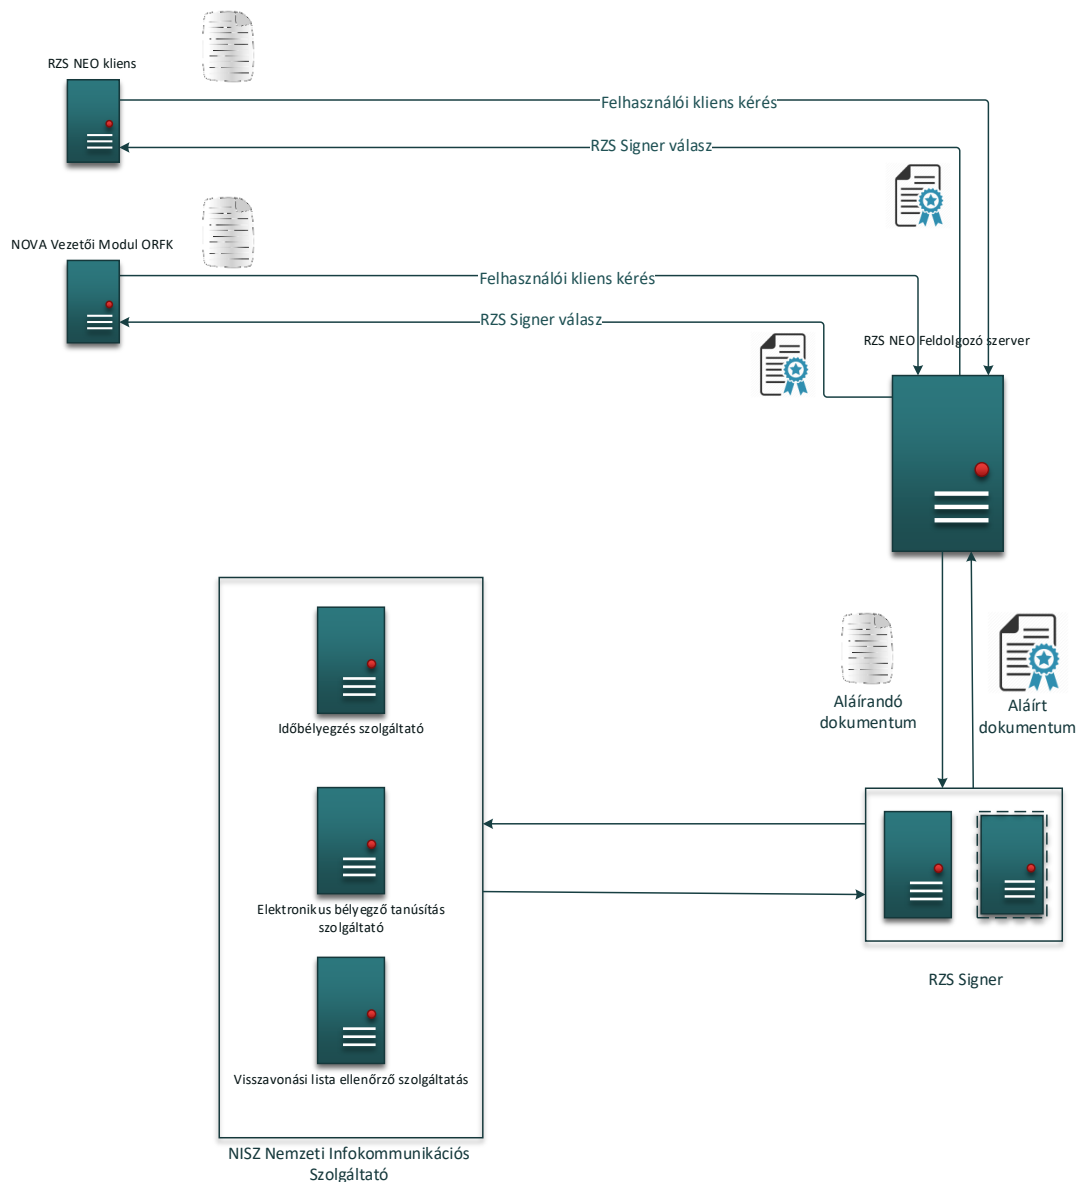 RZS NEO kliens
Felhasználói kliens kérés
RZS Signer válasz
NOVA Vezetői Modul ORFK
Felhasználói kliens kérés
RZS Signer válasz
RZS NEO Feldolgozó szerver
Aláírandó
dokumentum
Aláírt
dokumentum
Időbélyegzés szolgáltató
Elektronikus bélyegző tanúsítás
szolgáltató
Visszavonási lista ellenőrző szolgáltatás
RZS Signer
NISZ Nemzeti Infokommunikációs
Szolgáltató